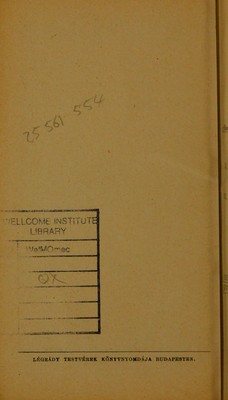 25561 554
WELLCOME INSTITUTE
LIBRARY
WelMOmec
QX
LÉGRÁDY TESTVÉREK KÖNYVNYOMDÁJA BUDAPESTEN.